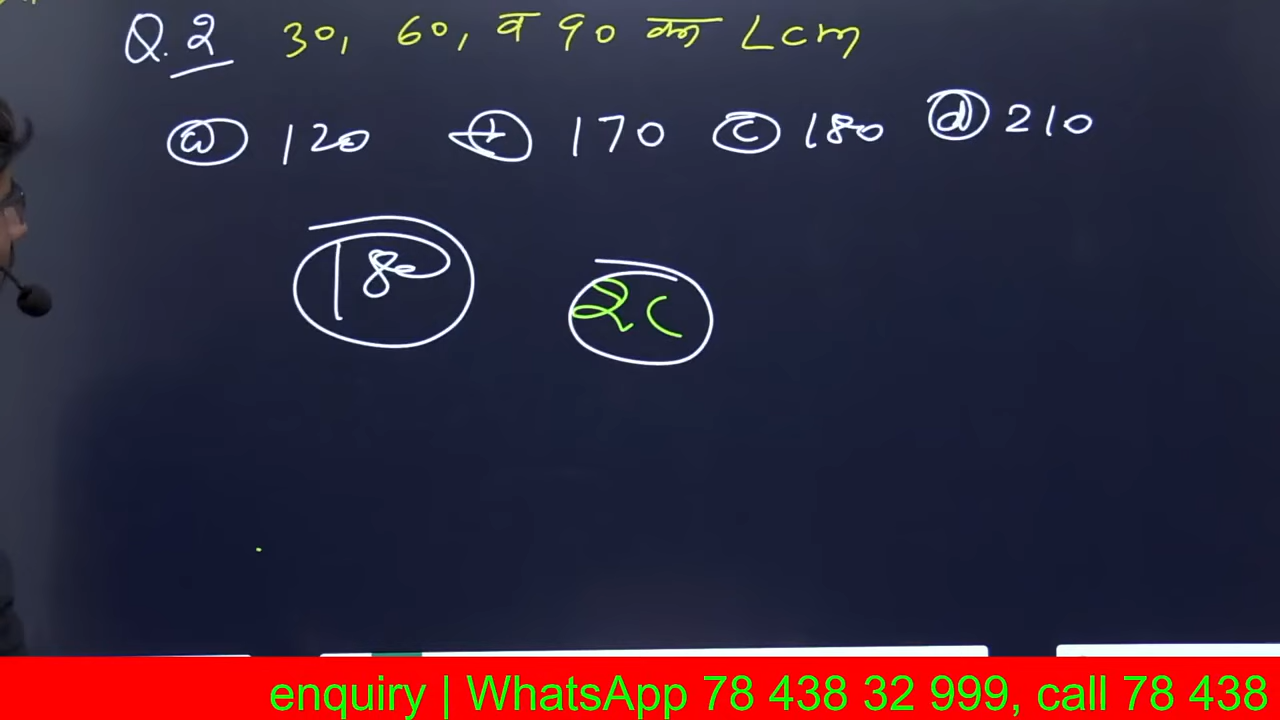 Q.2 30, 60, व 90 का Lcm
a 120 b 170 c 180 d 210
180
enquiry | WhatsApp 78 438 32 999, call 78 438